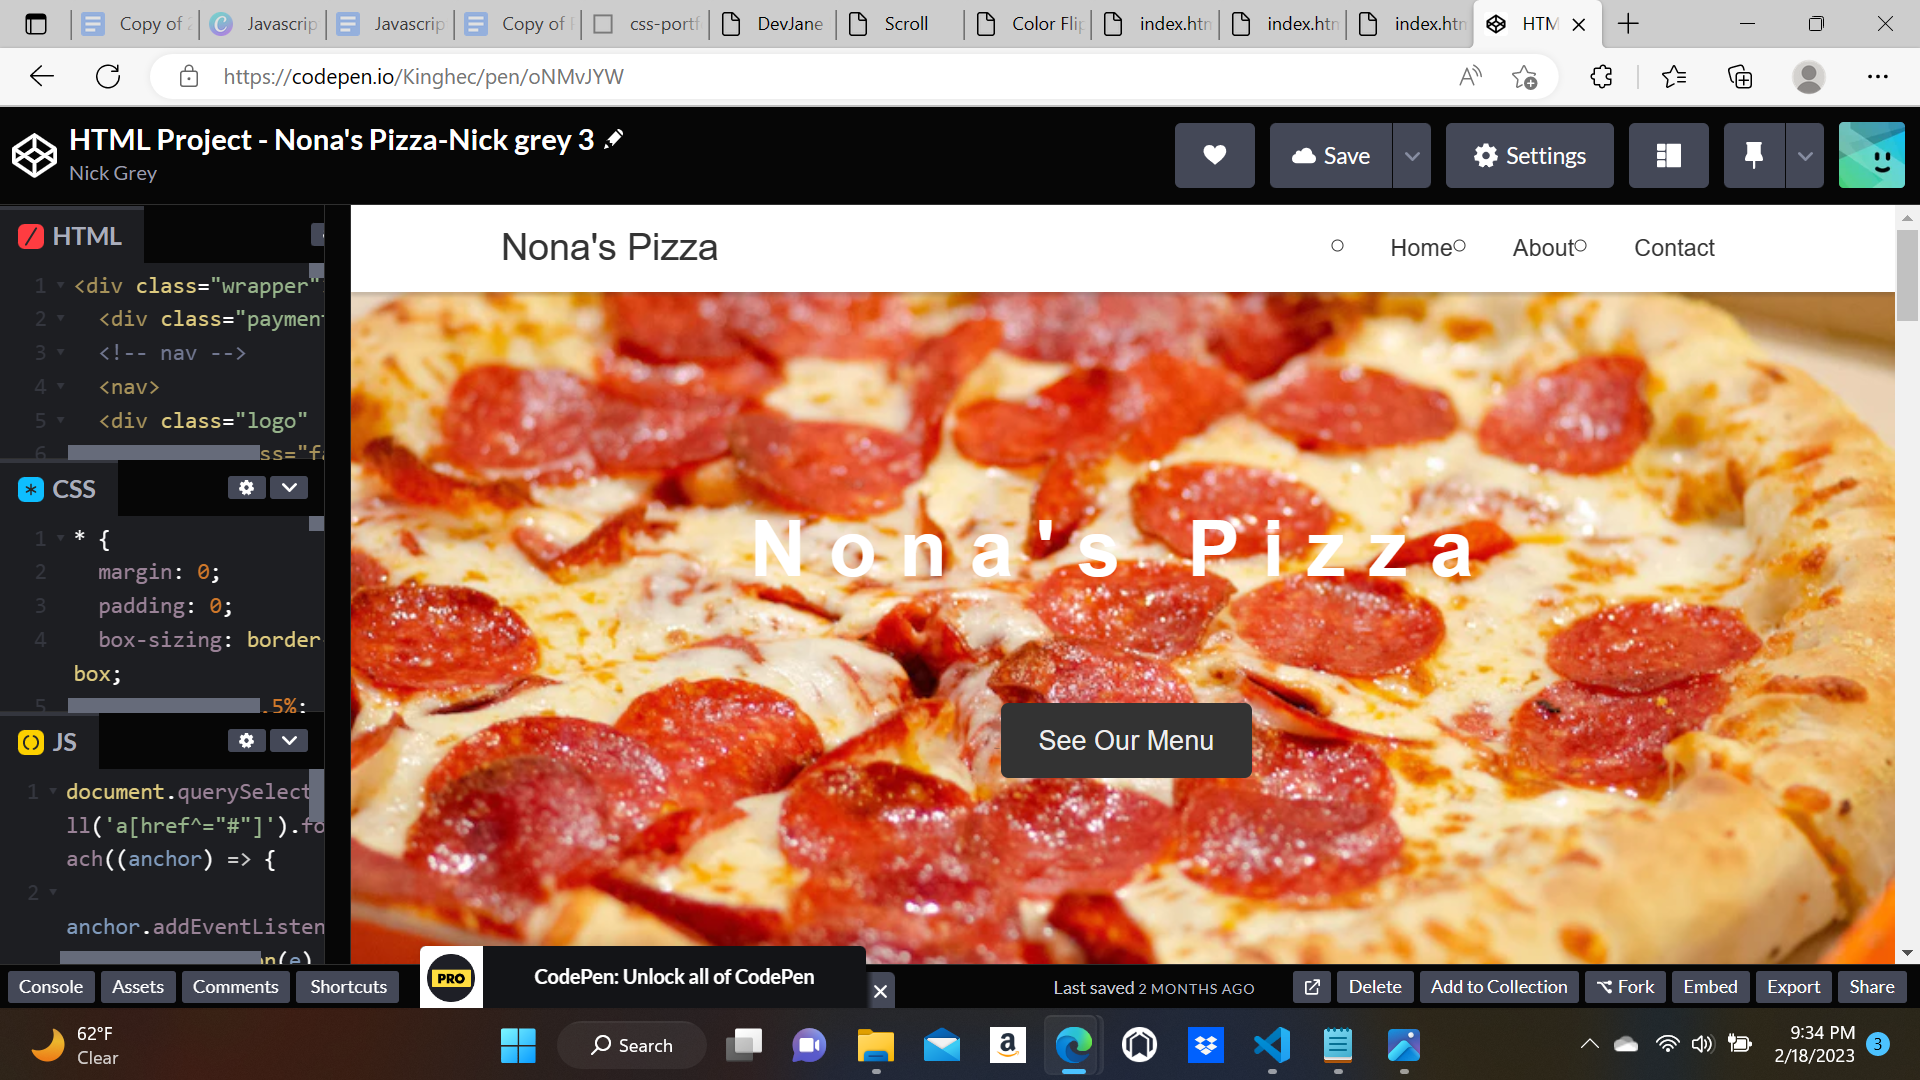 Copy of 2
Javascrip
Javascrip
Copy of F
css-portf
DevJane
Scroll
Color Flip
index.htm
index.htm
index.htm
HTM
https://codepen.io/Kinghec/pen/oNMvJYW
HTML Project - Nona's Pizza-Nick grey 3
Nick Grey
Save
Settings
HTML
1 <div class="wrapper"
2 <div class="paymen
3 <!-- nav -->
4 <nav>
5 <div class="logo"
6 ss="fa
CSS
1 * {
2 margin: 0;
3 padding: 0;
4 box-sizing: border
box;
5 .5%;
JS
1 document.querySelect
ll('a[href^="#"]').fo
ach((anchor) => {
2
anchor.addEventListen
n(e)
Nona's Pizza
Home
About
Contact
Nona's Pizza
See Our Menu
PRO
CodePen: Unlock all of CodePen
Console
Assets
Comments
Shortcuts
Last saved 2 MONTHS AGO
Delete
Add to Collection
Fork
Embed
Export
Share
62°F
Clear
Search
a
9:34 PM
2/18/2023
3